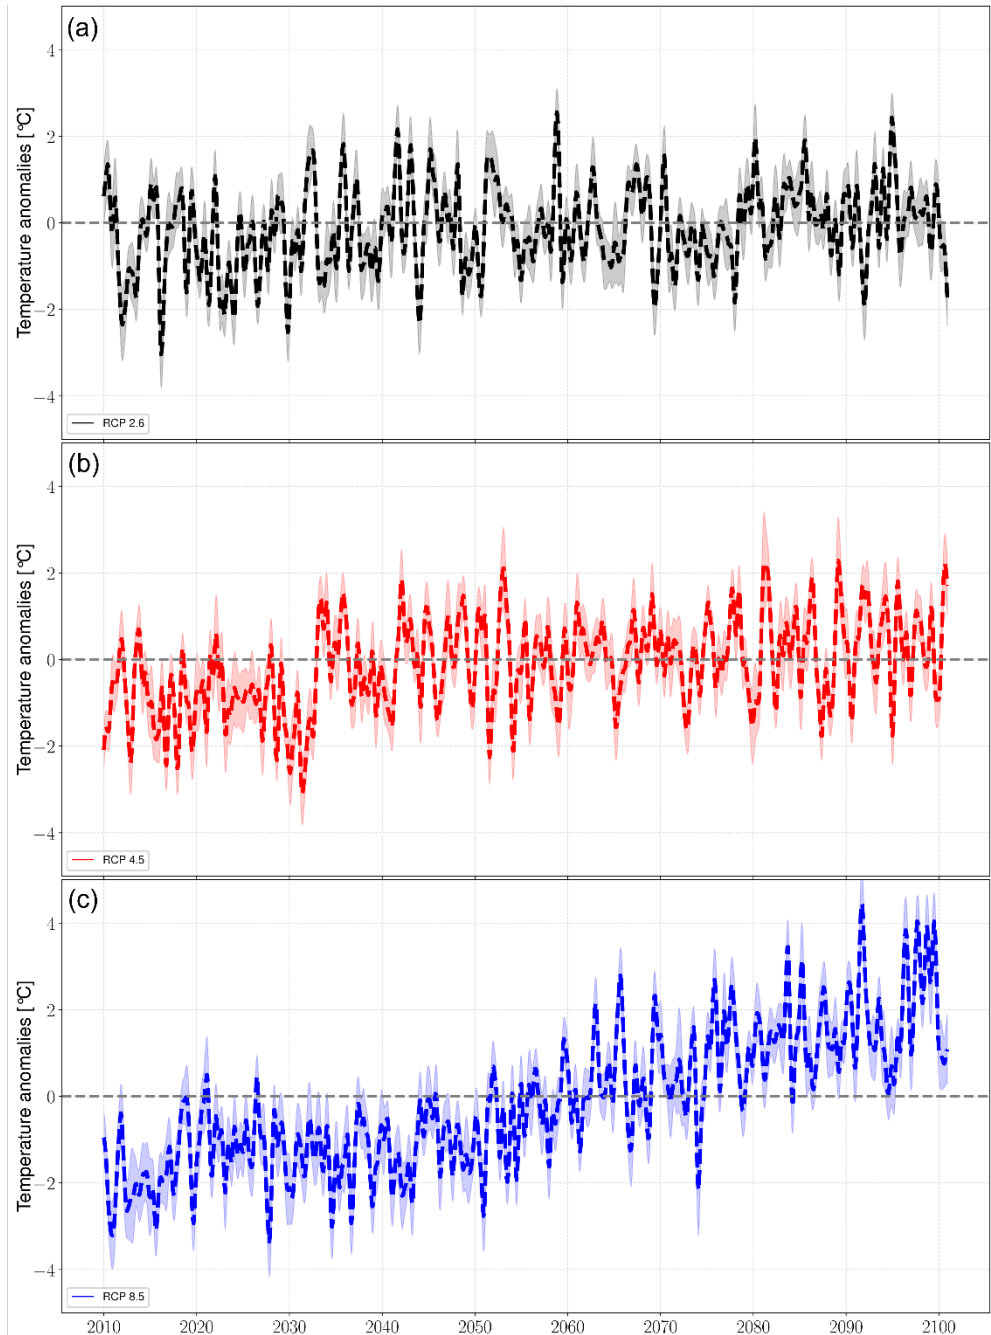 (a)
Temperature anomalies [°C]
4
2
0
−2
−4
RCP 2.6
(b)
Temperature anomalies [°C]
4
2
0
−2
−4
RCP 4.5
(c)
Temperature anomalies [°C]
4
2
0
−2
−4
RCP 8.5
2010 2020 2030 2040 2050 2060 2070 2080 2090 2100